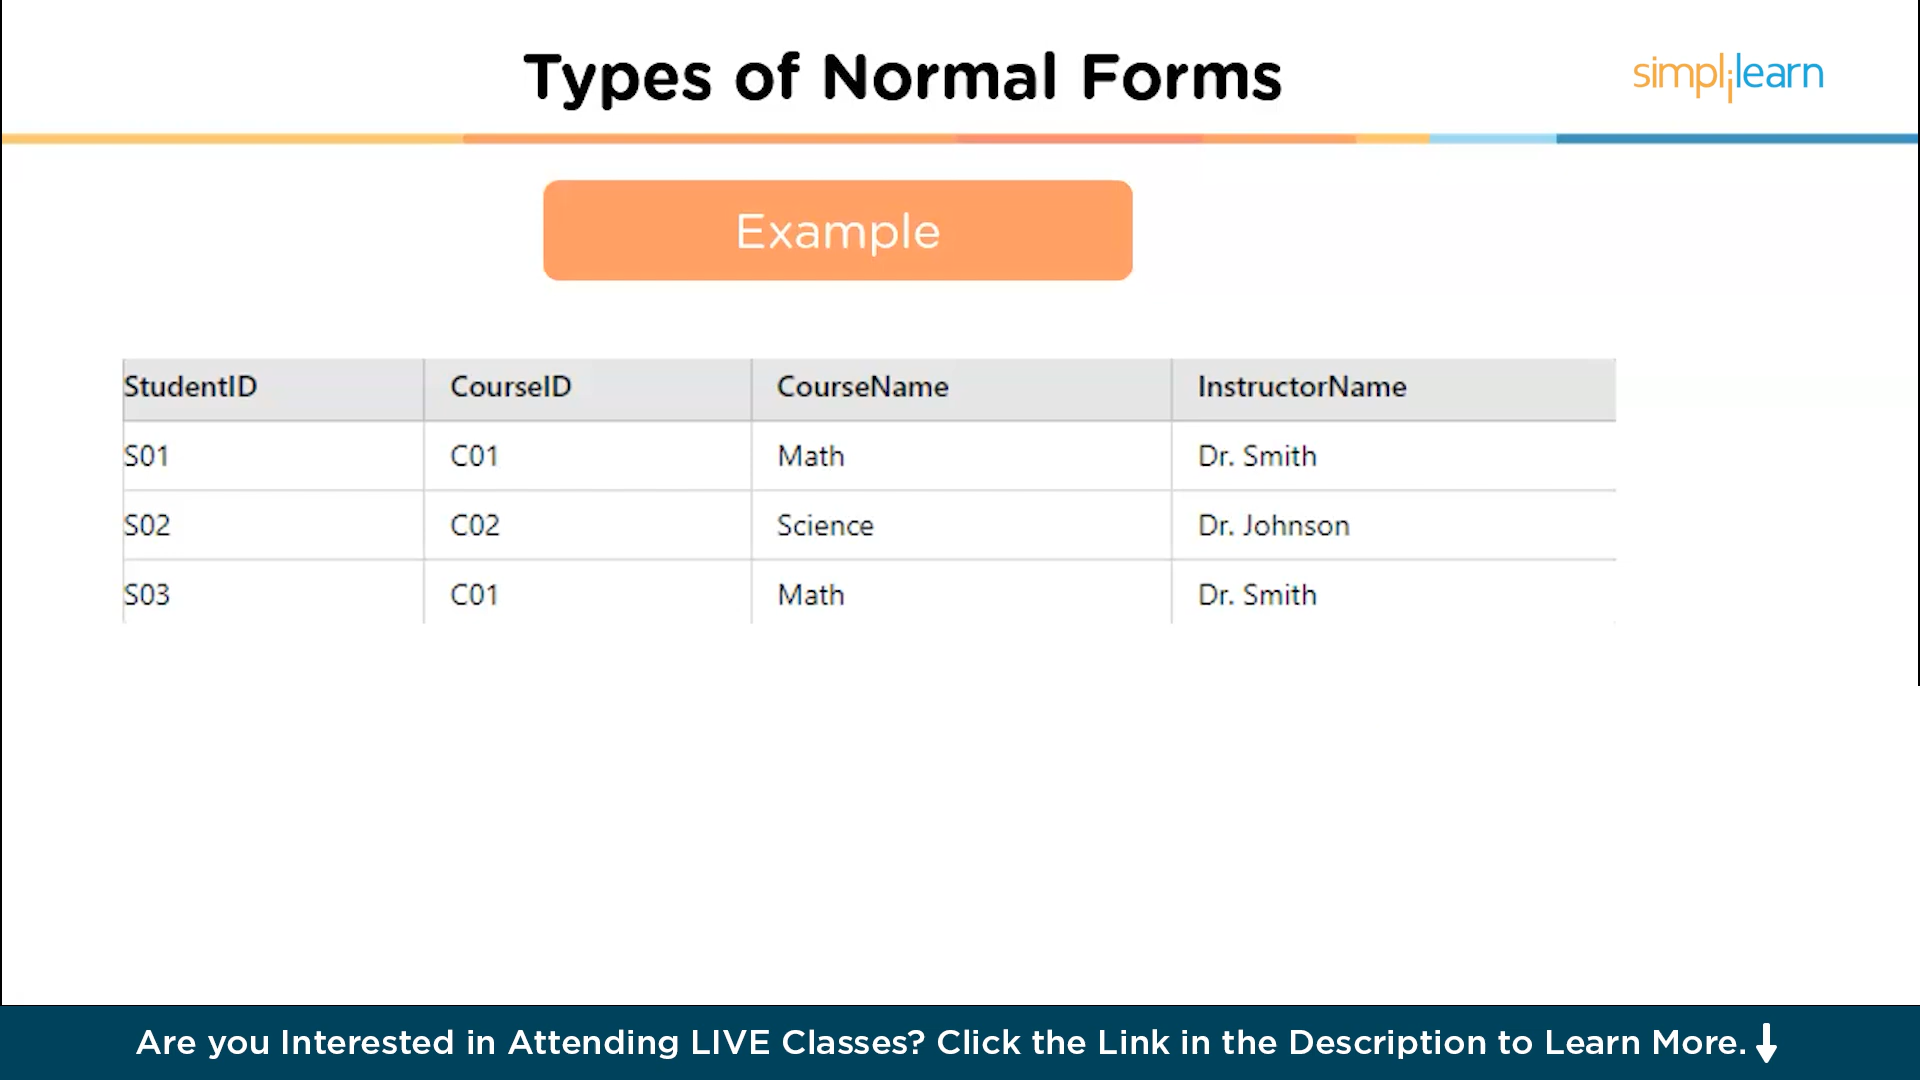 Types of Normal Forms
simplilearn
Example
StudentID CourseID CourseName InstructorName
S01 C01 Math Dr. Smith
S02 C02 Science Dr. Johnson
S03 C01 Math Dr. Smith
Are you Interested in Attending LIVE Classes? Click the Link in the Description to Learn More.